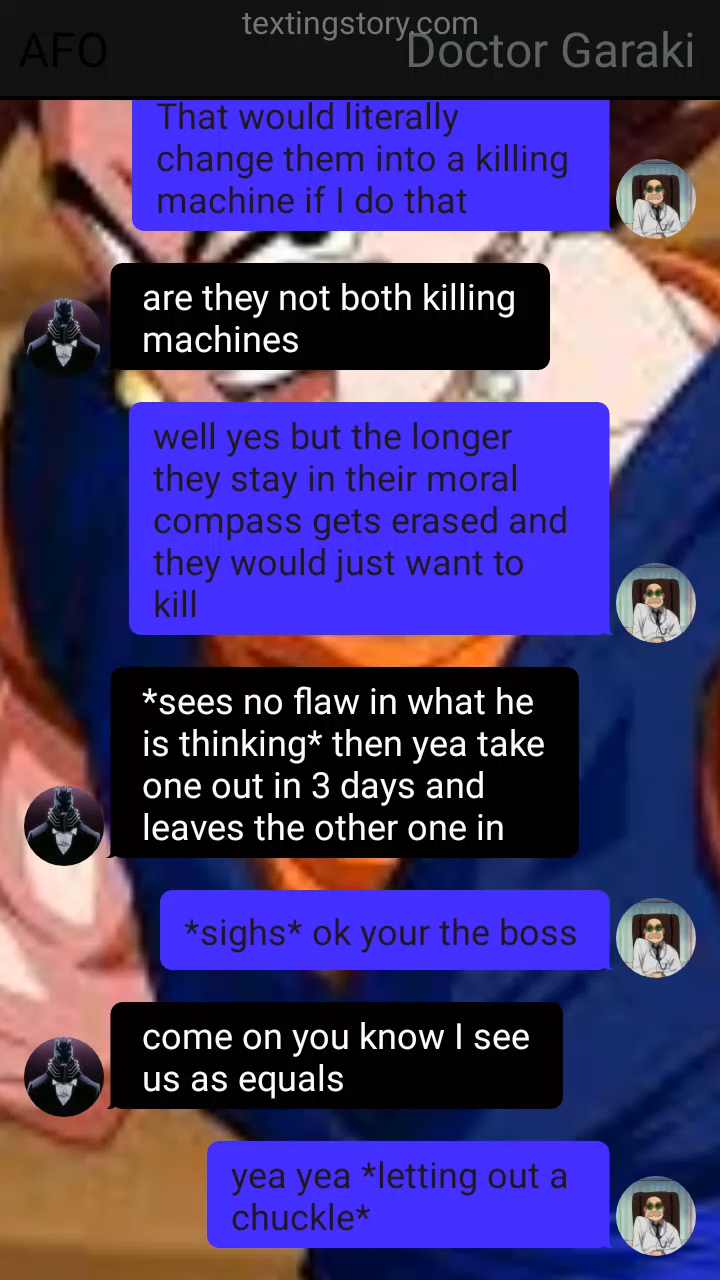 textingstory.com
AFO
Doctor Garaki
That would literally
change them into a killing
machine if I do that
are they not both killing
machines
well yes but the longer
they stay in their moral
compass gets erased and
they would just want to
kill
*sees no flaw in what he
is thinking* then yea take
one out in 3 days and
leaves the other one in
*sighs* ok your the boss
come on you know I see
us as equals
yea yea *letting out a
chuckle*